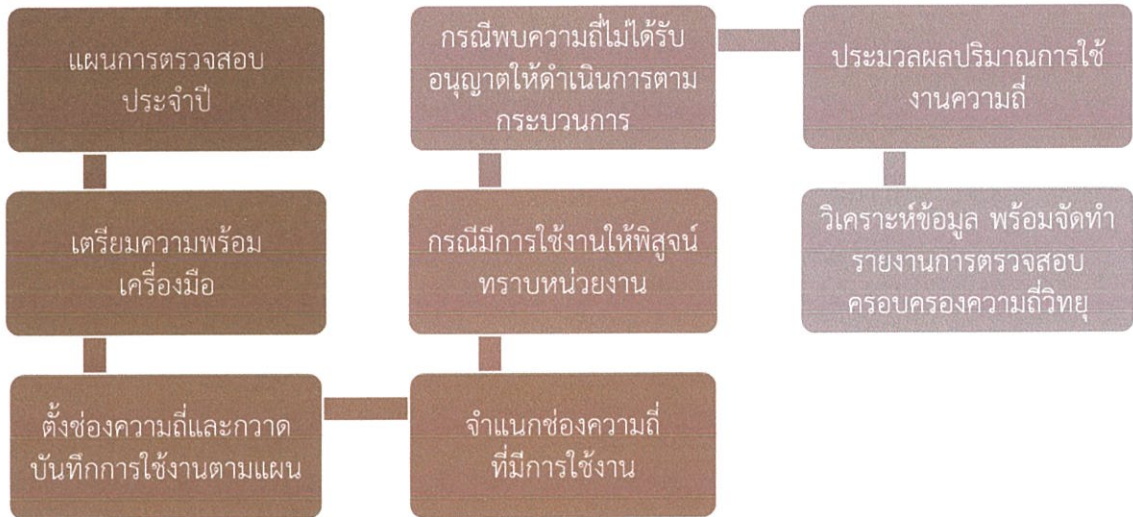 แผนการตรวจสอบ
ประจำปี
เตรียมความพร้อม
เครื่องมือ
ตั้งช่องความถี่และกวาด
บันทึกการใช้งานตามแผน
จำแนกช่องความถี่
ที่มีการใช้งาน
กรณีมีการใช้งานให้พิสูจน์
ทราบหน่วยงาน
กรณีพบความถี่ไม่ได้รับ
อนุญาตให้ดำเนินการตาม
กระบวนการ
ประมวลผลปริมาณการใช้
งานความถี่
วิเคราะห์ข้อมูล พร้อมจัดทำ
รายงานการตรวจสอบ
ครอบครองความถี่วิทยุ